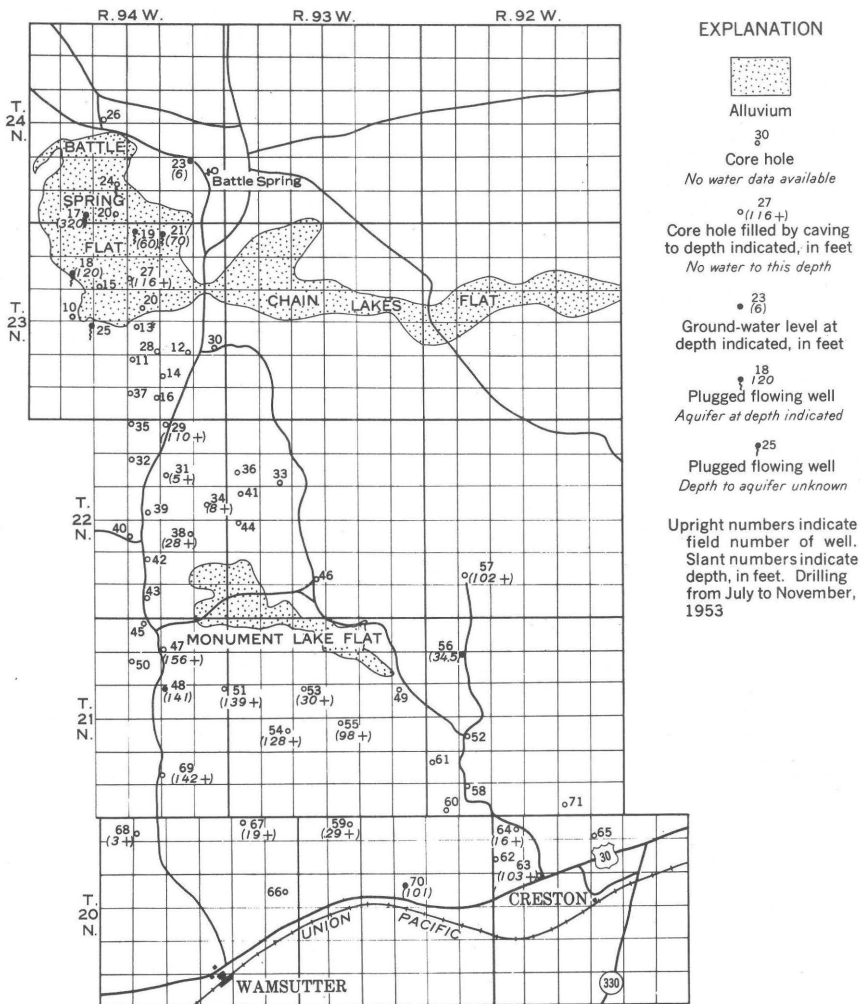 R.94 W.
R.93 W.
R.92 W.
T.
24
N.
26
BATTLE
23
(6)
Battle Spring
24
SPRING
17
(320)
20
19
(60)
21
(70)
FLAT
18
(120)
27
(116+)
15
CHAIN LAKES FLAT
10
20
T.
23
N.
25
13
28
12
30
11
14
37
16
35
29
(110+)
32
31
(5+)
36
33
34
(8+)
41
39
T.
22
N.
40
38
(28+)
44
42
57
(102+)
46
43
45
MONUMENT LAKE FLAT
47
(156+)
56
(34.5)
50
48
(141)
51
(139+)
53
(30+)
49
T.
21
N.
54
(128+)
55
(98+)
52
61
69
(142+)
58
60
71
68
(3+)
67
(19+)
59
(29+)
64
(16+)
65
62
63
(103+)
30
70
(101)
66
CRESTON
T.
20
N.
UNION PACIFIC
WAMSUTTER
330
EXPLANATION
Alluvium
30
Core hole
No water data available
27
(116+)
Core hole filled by caving
to depth indicated, in feet
No water to this depth
23
(6)
Ground-water level at
depth indicated, in feet
18
120
Plugged flowing well
Aquifer at depth indicated
25
Plugged flowing well
Depth to aquifer unknown
Upright numbers indicate
field number of well.
Slant numbers indicate
depth, in feet. Drilling
from July to November,
1953